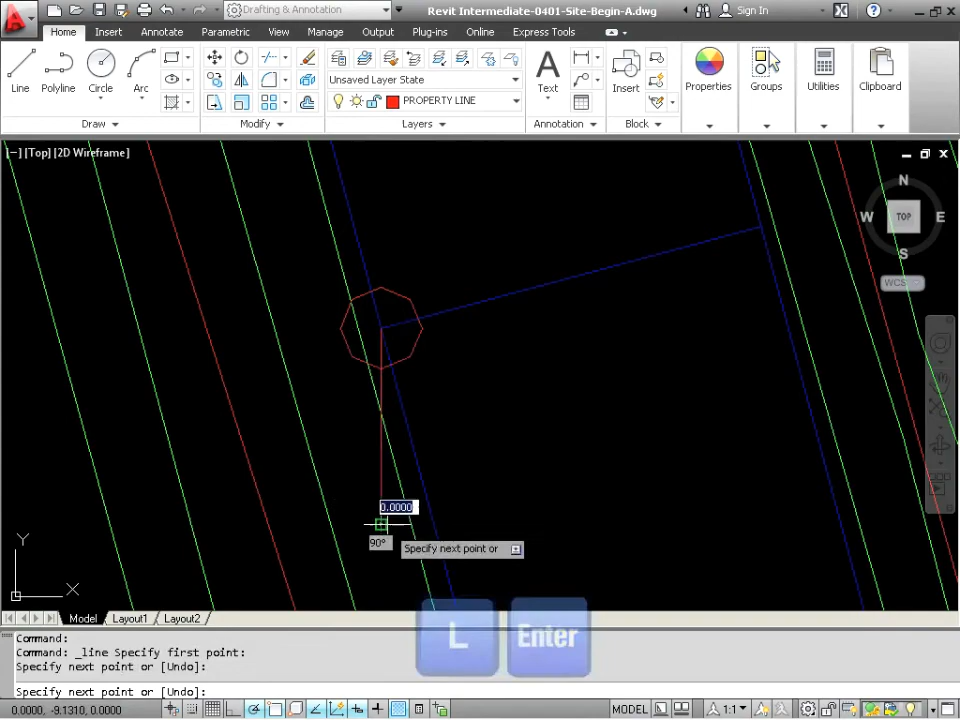 Drafting & Annotation
Revit Intermediate-0401-Site-Begin-A.dwg
Sign In
Home Insert Annotate Parametric View Manage Output Plug-ins Online Express Tools
Unsaved Layer State
PROPERTY LINE
Line Polyline Circle Arc Text Insert Properties Groups Utilities Clipboard
Draw Modify Layers Annotation Block
[−] [Top] [2D Wireframe]
N
W TOP E
S
WCS
0.0000
90°
Specify next point or
Y
X
Model Layout1 Layout2
L Enter
Command:
Command: _line Specify first point:
Specify next point or [Undo]:
Specify next point or [Undo]:
0.0000, -9.1310, 0.0000
MODEL
1:1